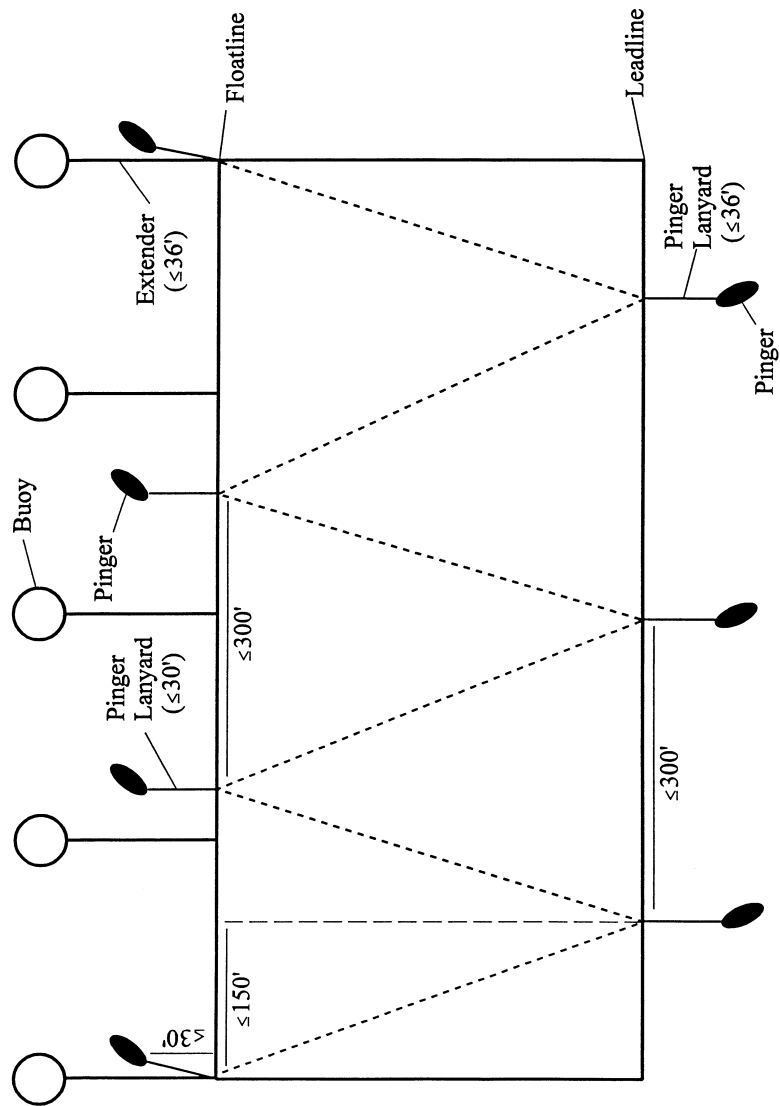 Buoy
Pinger
Pinger
Lanyard
(≤30')
Extender
(≤36')
Floatline
≤30'
≤150'
≤300'
≤300'
Leadline
Pinger
Lanyard
(≤36')
Pinger